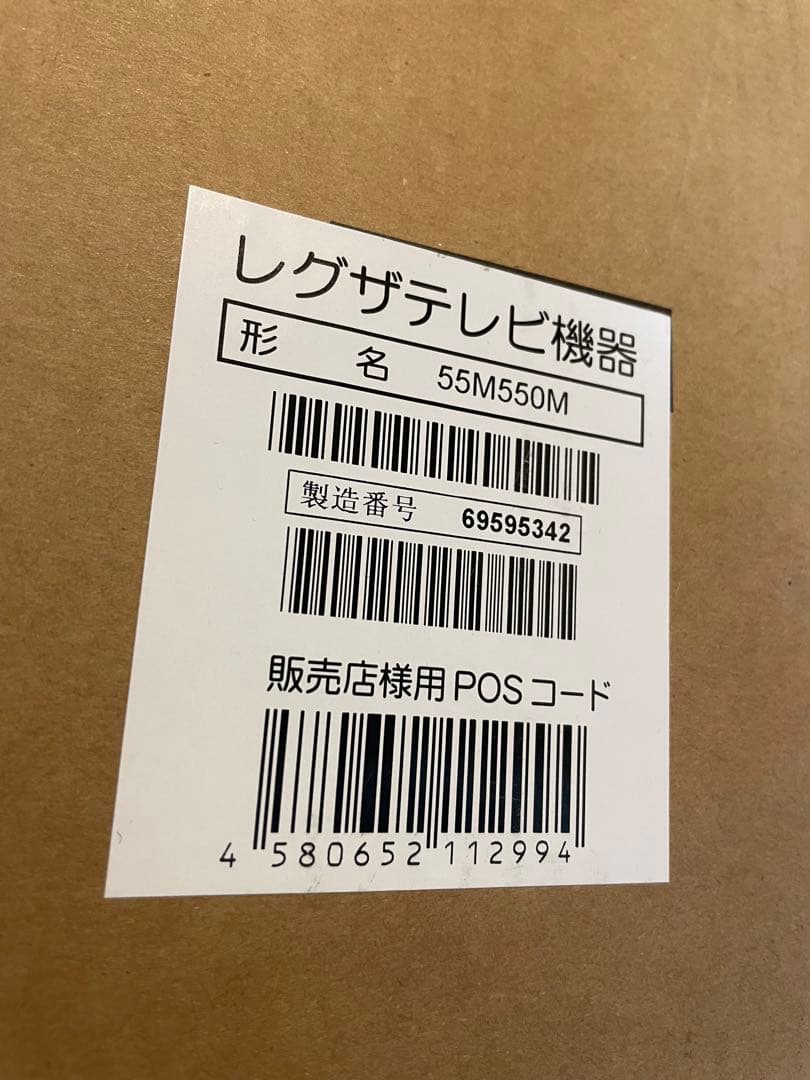 レグザテレビ機器
形 名 55M550M
製造番号 69595342
販売店様用POSコード
4 580652 112994